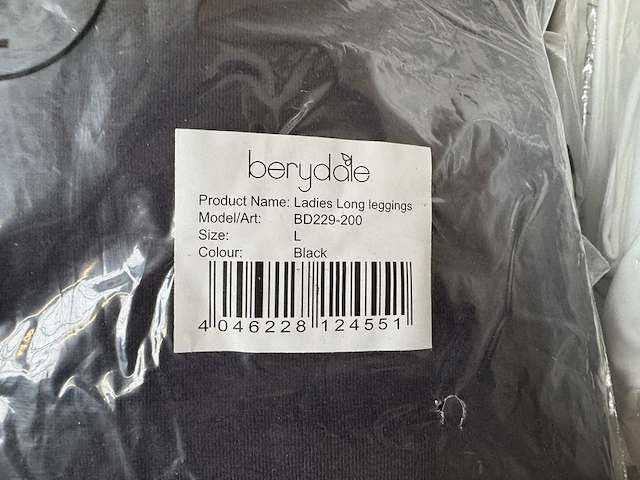 berydale
Product Name: Ladies Long leggings
Model/Art: BD229-200
Size: L
Colour: Black
4 046228 124551